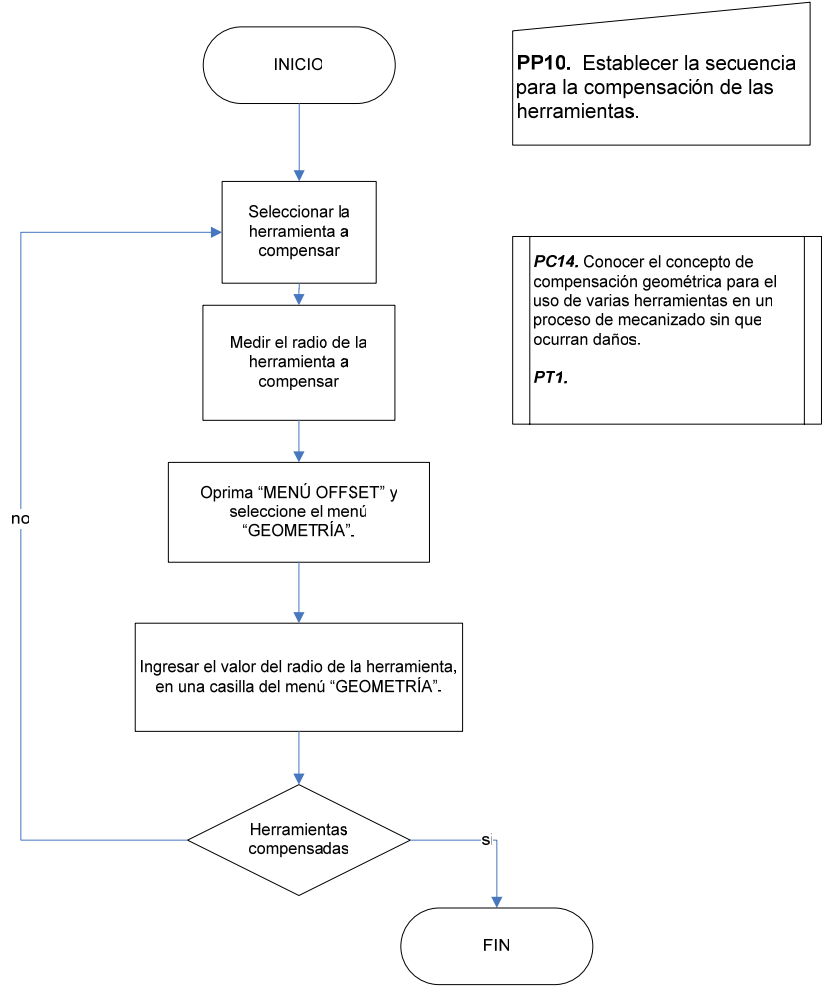 INICIO
PP10. Establecer la secuencia
para la compensación de las
herramientas.
Seleccionar la
herramienta a
compensar
PC14. Conocer el concepto de
compensación geométrica para el
uso de varias herramientas en un
proceso de mecanizado sin que
ocurran daños.
PT1.
Medir el radio de la
herramienta a
compensar
Oprima “MENÚ OFFSET” y
seleccione el menú
“GEOMETRÍA”.
no
Ingresar el valor del radio de la herramienta,
en una casilla del menú “GEOMETRÍA”.
Herramientas
compensadas
si
FIN